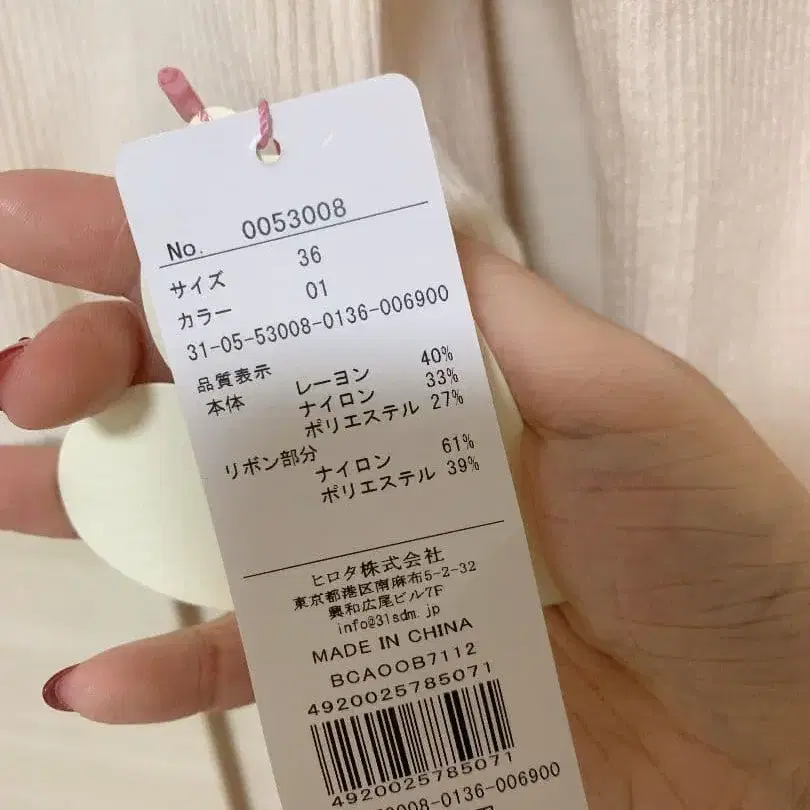 No. 0053008
サイズ 36
カラー 01
31-05-53008-0136-006900
品質表示
本体 レーヨン 40%
ナイロン 33%
ポリエステル 27%
リボン部分
ナイロン 61%
ポリエステル 39%
ヒロタ株式会社
東京都港区南麻布5-2-32
興和広尾ビル7F
info@31sdm.jp
MADE IN CHINA
BCAOOB7112
4920025785071
4920025785071
-53008-0136-006900